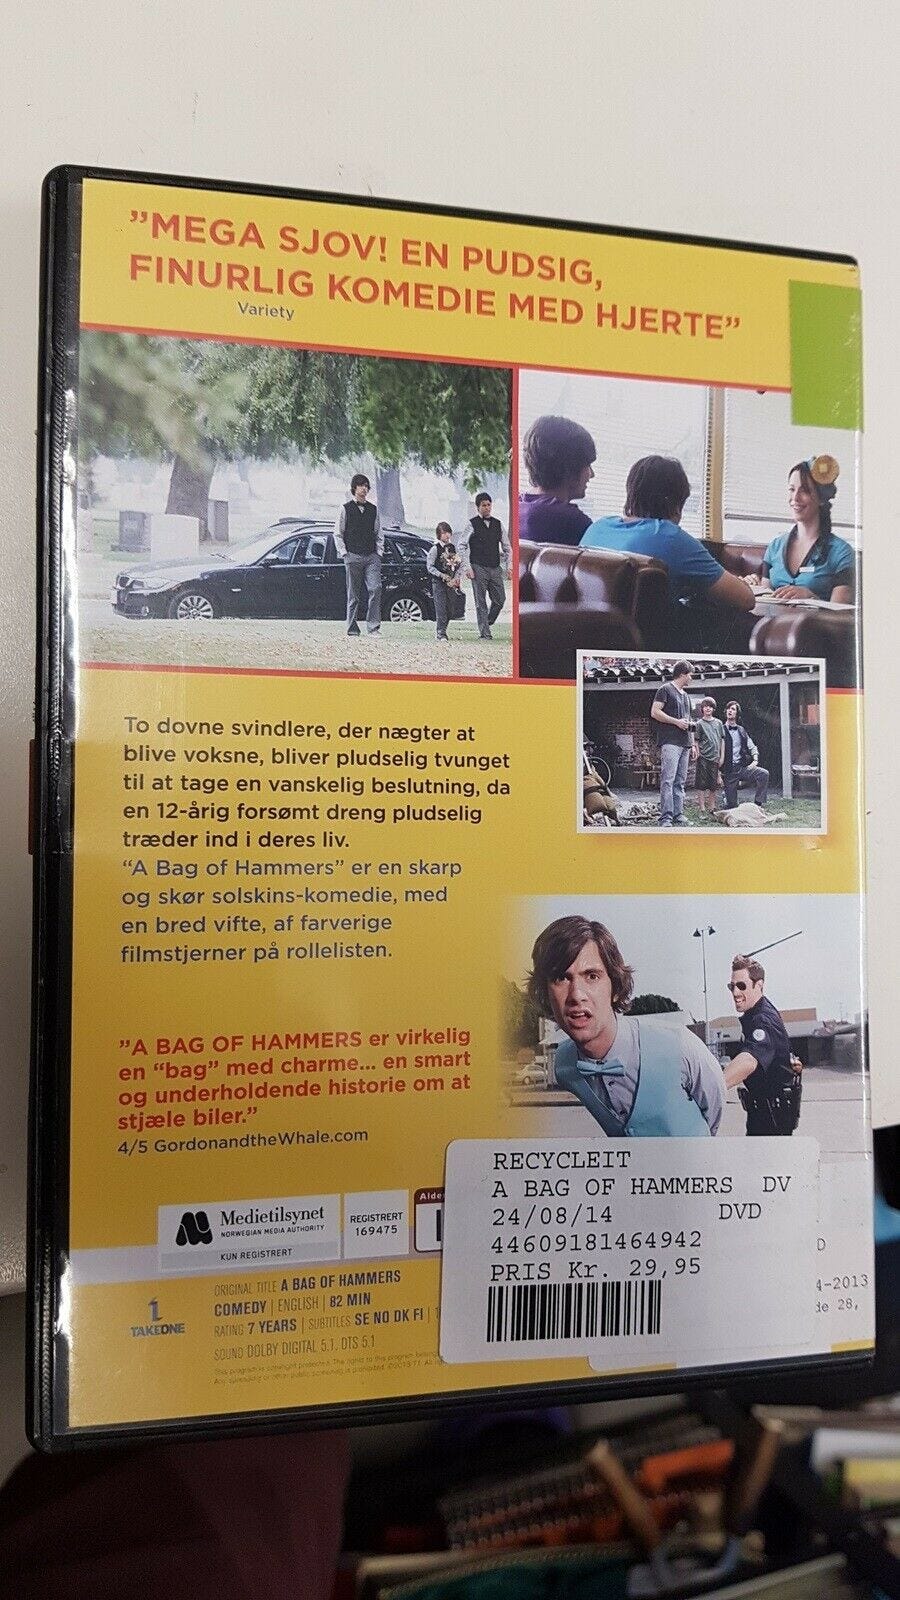 ”MEGA SJOV! EN PUDSIG,
FINURLIG KOMEDIE MED HJERTE”
Variety
To dovne svindlere, der nægter at
blive voksne, bliver pludselig tvunget
til at tage en vanskelig beslutning, da
en 12-årig forsømt dreng pludselig
træder ind i deres liv.
“A Bag of Hammers” er en skarp
og skør solskins-komedie, med
en bred vifte, af farverige
filmstjerner på rollelisten.
”A BAG OF HAMMERS er virkelig
en “bag” med charme... en smart
og underholdende historie om at
stjæle biler.”
4/5 GordonandtheWhale.com
Medietilsynet
NORWEGIAN MEDIA AUTHORITY
KUN REGISTRERT
REGISTRERT
169475
Alde
TAKEONE
ORIGINAL TITLE A BAG OF HAMMERS
COMEDY | ENGLISH | 82 MIN
RATING 7 YEARS | SUBTITLES SE NO DK FI |
SOUND DOLBY DIGITAL 5.1, DTS 5.1
RECYCLEIT
A BAG OF HAMMERS DV
24/08/14 DVD
44609181464942
PRIS Kr. 29,95
D
4-2013
de 28,